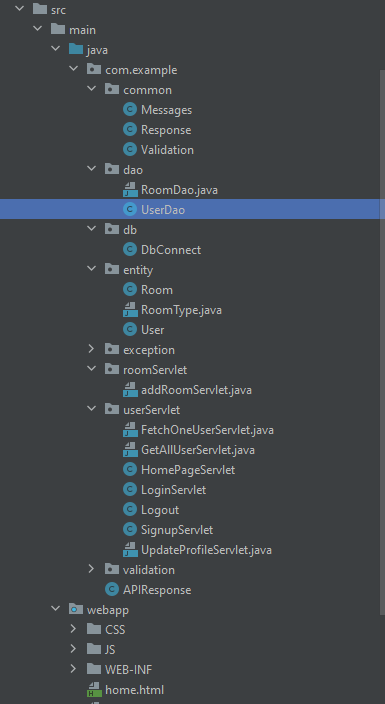 src
main
java
com.example
common
Messages
Response
Validation
dao
RoomDao.java
UserDao
db
DbConnect
entity
Room
RoomType.java
User
exception
roomServlet
addRoomServlet.java
userServlet
FetchOneUserServlet.java
GetAllUserServlet.java
HomePageServlet
LoginServlet
Logout
SignupServlet
UpdateProfileServlet.java
validation
APIResponse
webapp
CSS
JS
WEB-INF
home.html